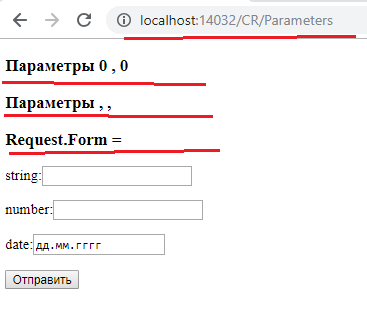 localhost:14032/CR/Parameters
Параметры 0 , 0
Параметры , ,
Request.Form =
string:
number:
date: дд.мм.гггг
Отправить